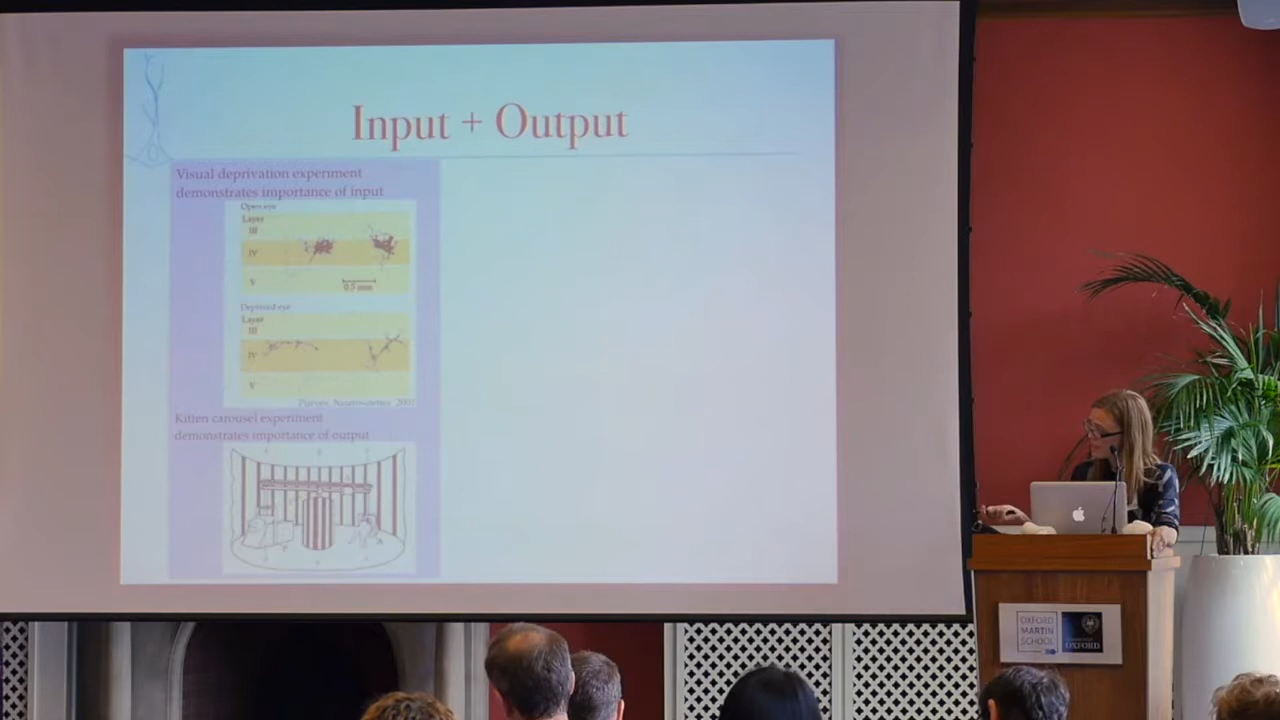 Input + Output
Visual deprivation experiment
demonstrates importance of input
Open eye
Layer
III
IV
V
0.5 mm
Deprived eye
Layer
III
IV
V
Purves, Neuroscience, 2001
Kitten carousel experiment
demonstrates importance of output
OXFORD
MARTIN
SCHOOL
OXFORD